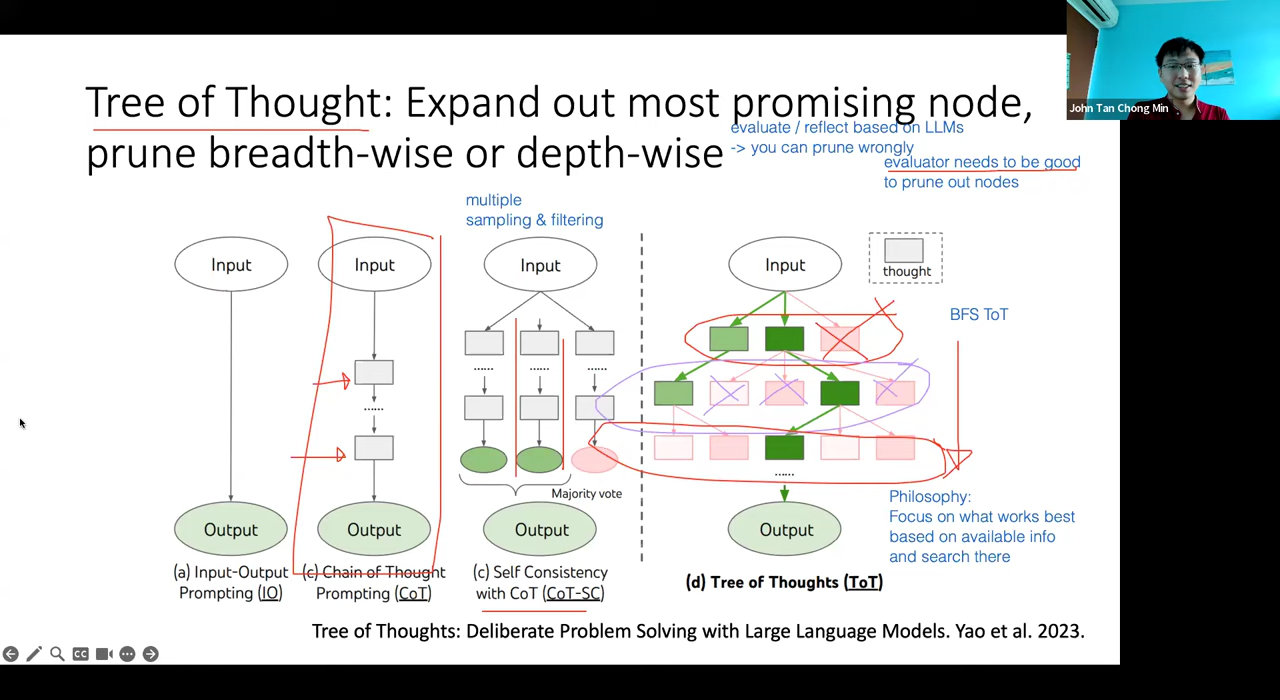 John Tan Chong Min
Tree of Thought: Expand out most promising node,
prune breadth-wise or depth-wise
evaluate / reflect based on LLMs
-> you can prune wrongly
evaluator needs to be good
to prune out nodes
multiple
sampling & filtering
Input
Input
Input
Input
thought
BFS ToT
......
......
......
......
......
Majority vote
Output
Output
Output
Output
Philosophy:
Focus on what works best
based on available info
and search there
(a) Input-Output
Prompting (IO)
(c) Chain of Thought
Prompting (CoT)
(c) Self Consistency
with CoT (CoT-SC)
(d) Tree of Thoughts (ToT)
Tree of Thoughts: Deliberate Problem Solving with Large Language Models. Yao et al. 2023.
CC